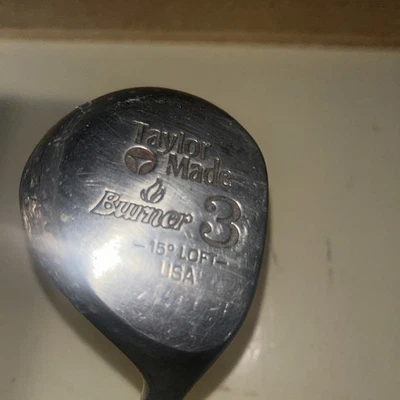 Taylor
Made
Burner 3
-15° LOFT-
USA